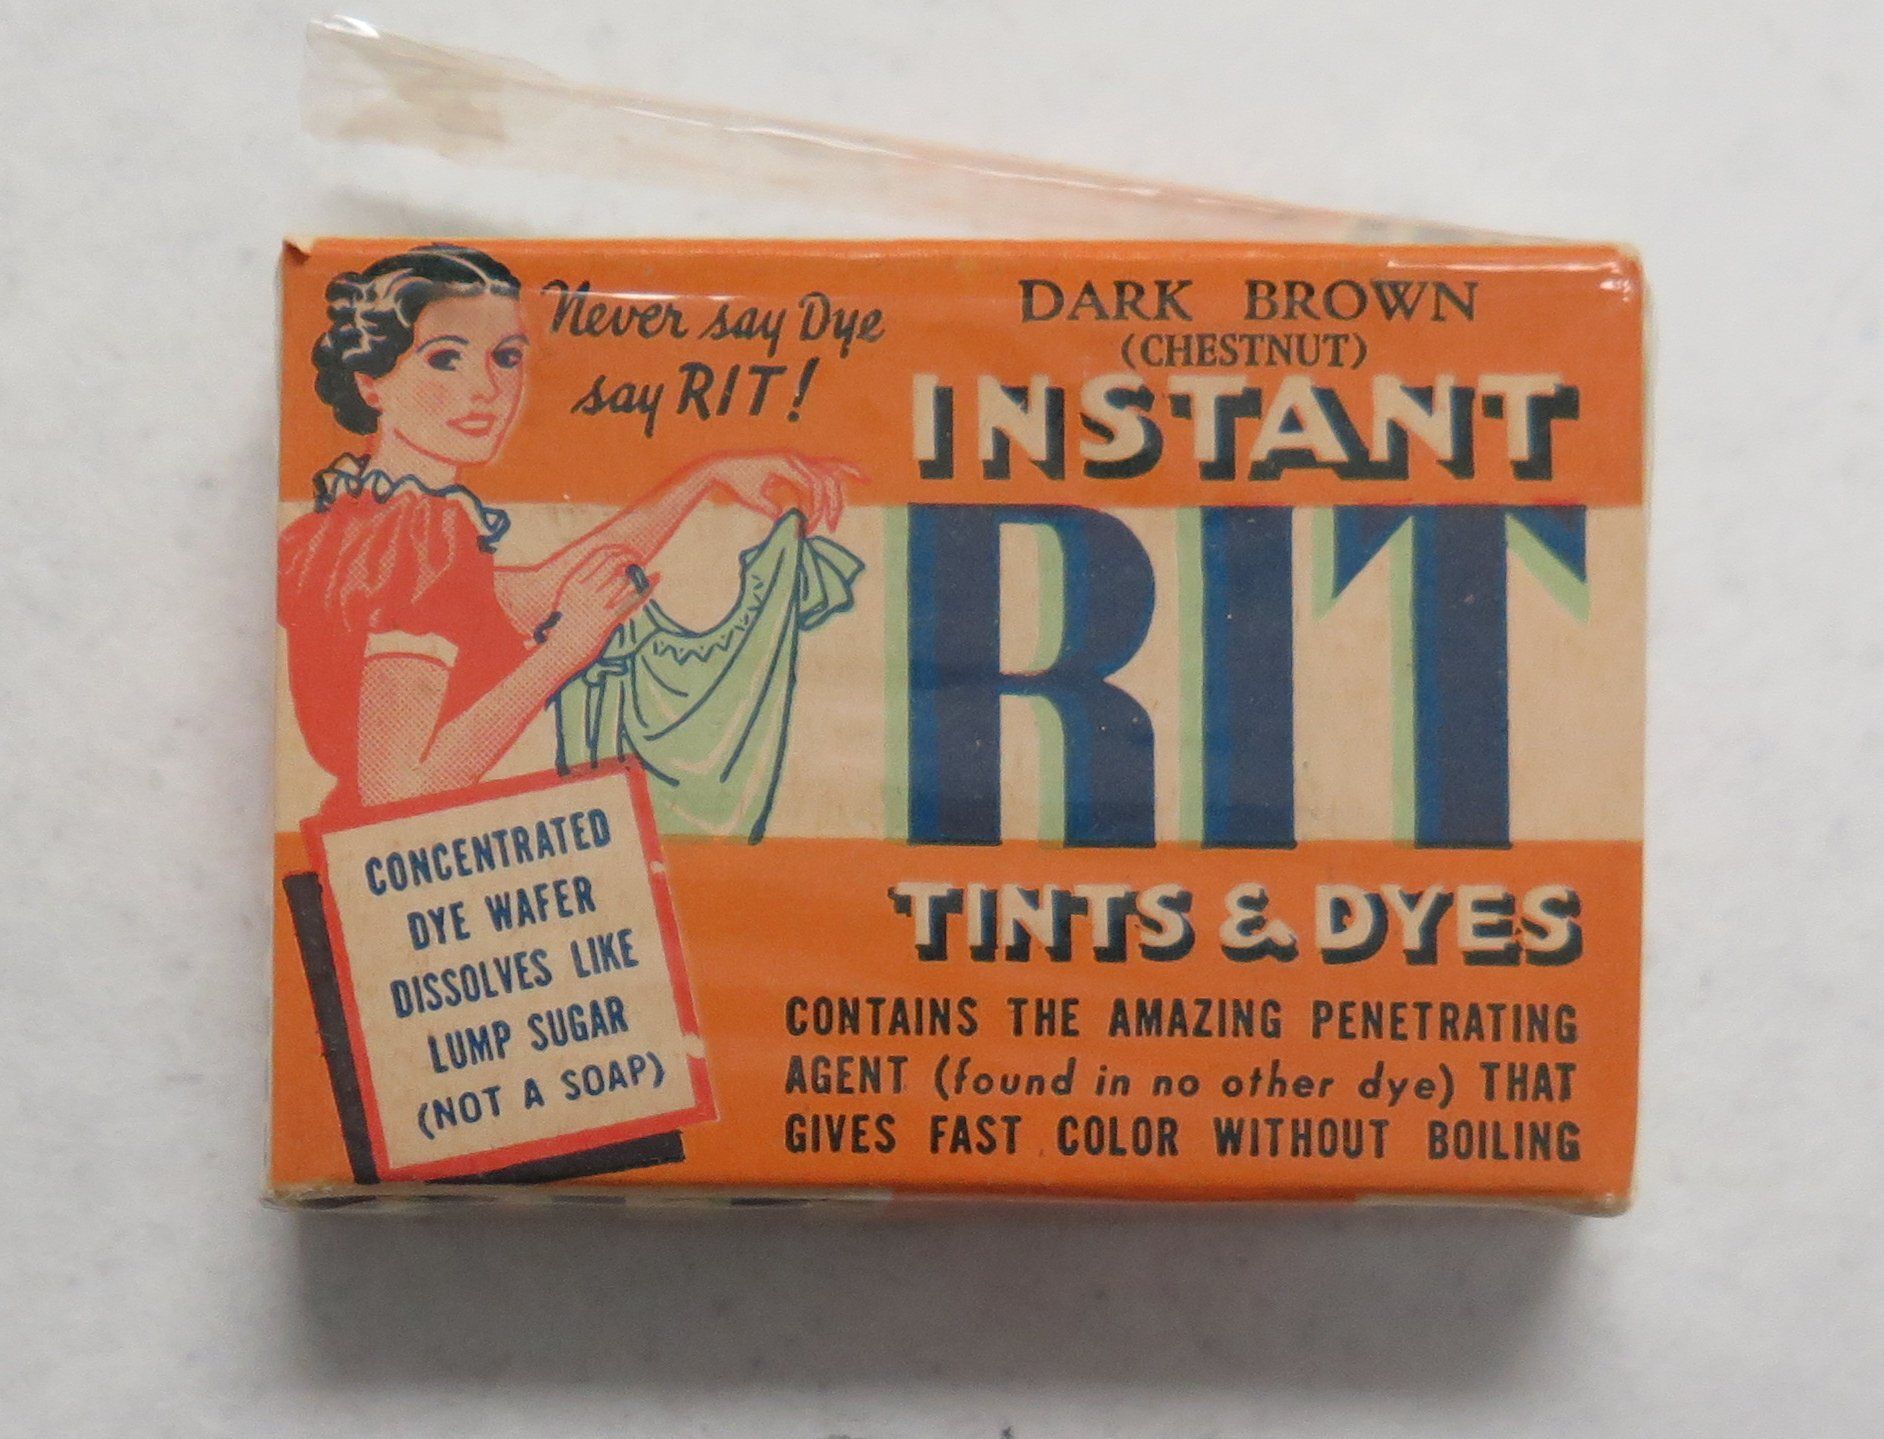 Never say Dye
say RIT!
DARK BROWN
(CHESTNUT)
INSTANT
RIT
TINTS & DYES
CONTAINS THE AMAZING PENETRATING
AGENT (found in no other dye) THAT
GIVES FAST COLOR WITHOUT BOILING
CONCENTRATED
DYE WAFER
DISSOLVES LIKE
LUMP SUGAR
(NOT A SOAP)